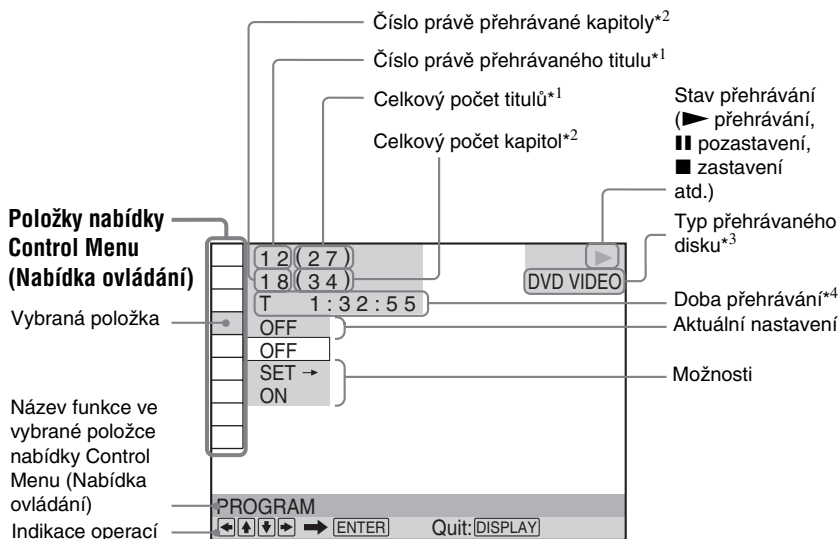 Číslo právě přehrávané kapitoly*2
Číslo právě přehrávaného titulu*1
Celkový počet titulů*1
Celkový počet kapitol*2
Stav přehrávání
(► přehrávání,
❚❚ pozastavení,
■ zastavení
atd.)
Typ přehrávaného
disku*3
Doba přehrávání*4
Aktuální nastavení
Možnosti
Položky nabídky
Control Menu
(Nabídka ovládání)
Vybraná položka
Název funkce ve
vybrané položce
nabídky Control
Menu (Nabídka
ovládání)
Indikace operací
12(27)
18(34)
T 1:32:55
DVD VIDEO
OFF
OFF
SET →
ON
PROGRAM
←↑↓→ ➡ ENTER Quit: DISPLAY